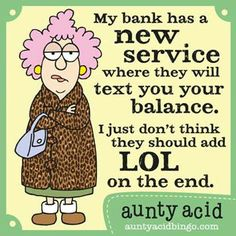 My bank has a
new
service
where they will
text you your
balance.
I just don't think
they should add
LOL
on the end.
aunty acid
auntyacidbingo.com